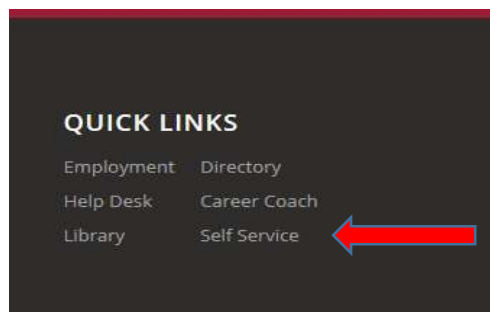 QUICK LINKS
Employment Directory
Help Desk Career Coach
Library Self Service